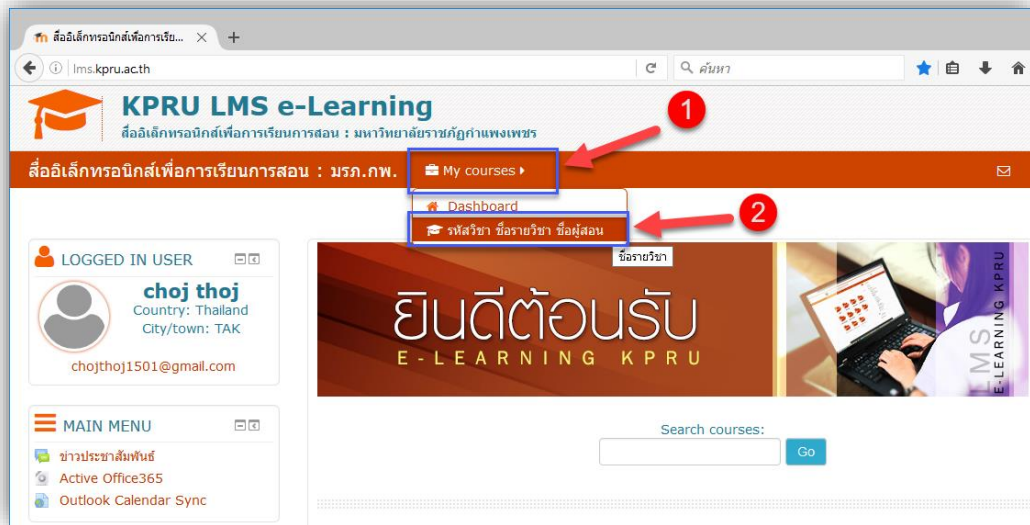 สื่ออิเล็กทรอนิกส์เพื่อการเรีย...
lms.kpru.ac.th
ค้นหา
KPRU LMS e-Learning
สื่ออิเล็กทรอนิกส์เพื่อการเรียนการสอน : มหาวิทยาลัยราชภัฏกำแพงเพชร
1
สื่ออิเล็กทรอนิกส์เพื่อการเรียนการสอน : มรภ.กพ.
My courses
Dashboard
2
รหัสวิชา ชื่อรายวิชา ชื่อผู้สอน
ชื่อรายวิชา
LOGGED IN USER
choj thoj
Country: Thailand
City/town: TAK
chojthoj1501@gmail.com
ยินดีต้อนรับ
E-LEARNING KPRU
LMS
E-LEARNING KPRU
MAIN MENU
ข่าวประชาสัมพันธ์
Active Office365
Outlook Calendar Sync
Search courses:
Go